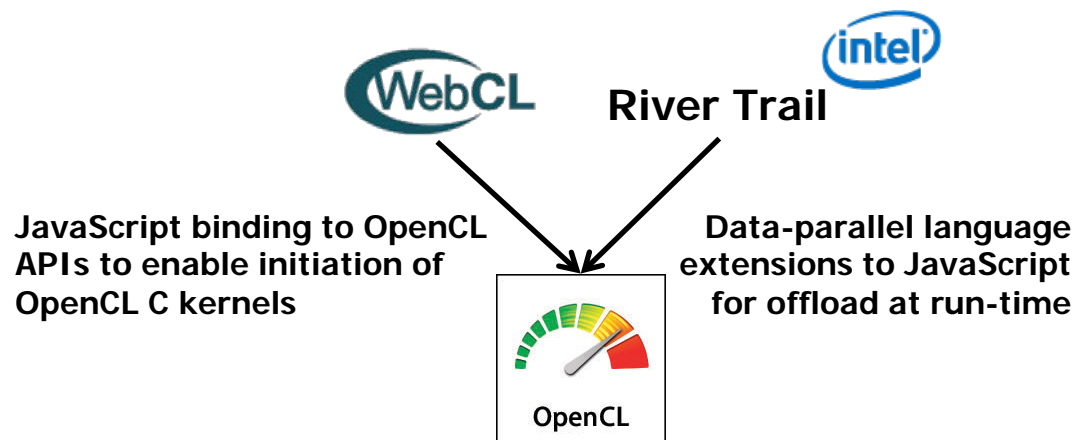 intel
WebCL
River Trail
JavaScript binding to OpenCL
APIs to enable initiation of
OpenCL C kernels
Data-parallel language
extensions to JavaScript
for offload at run-time
OpenCL